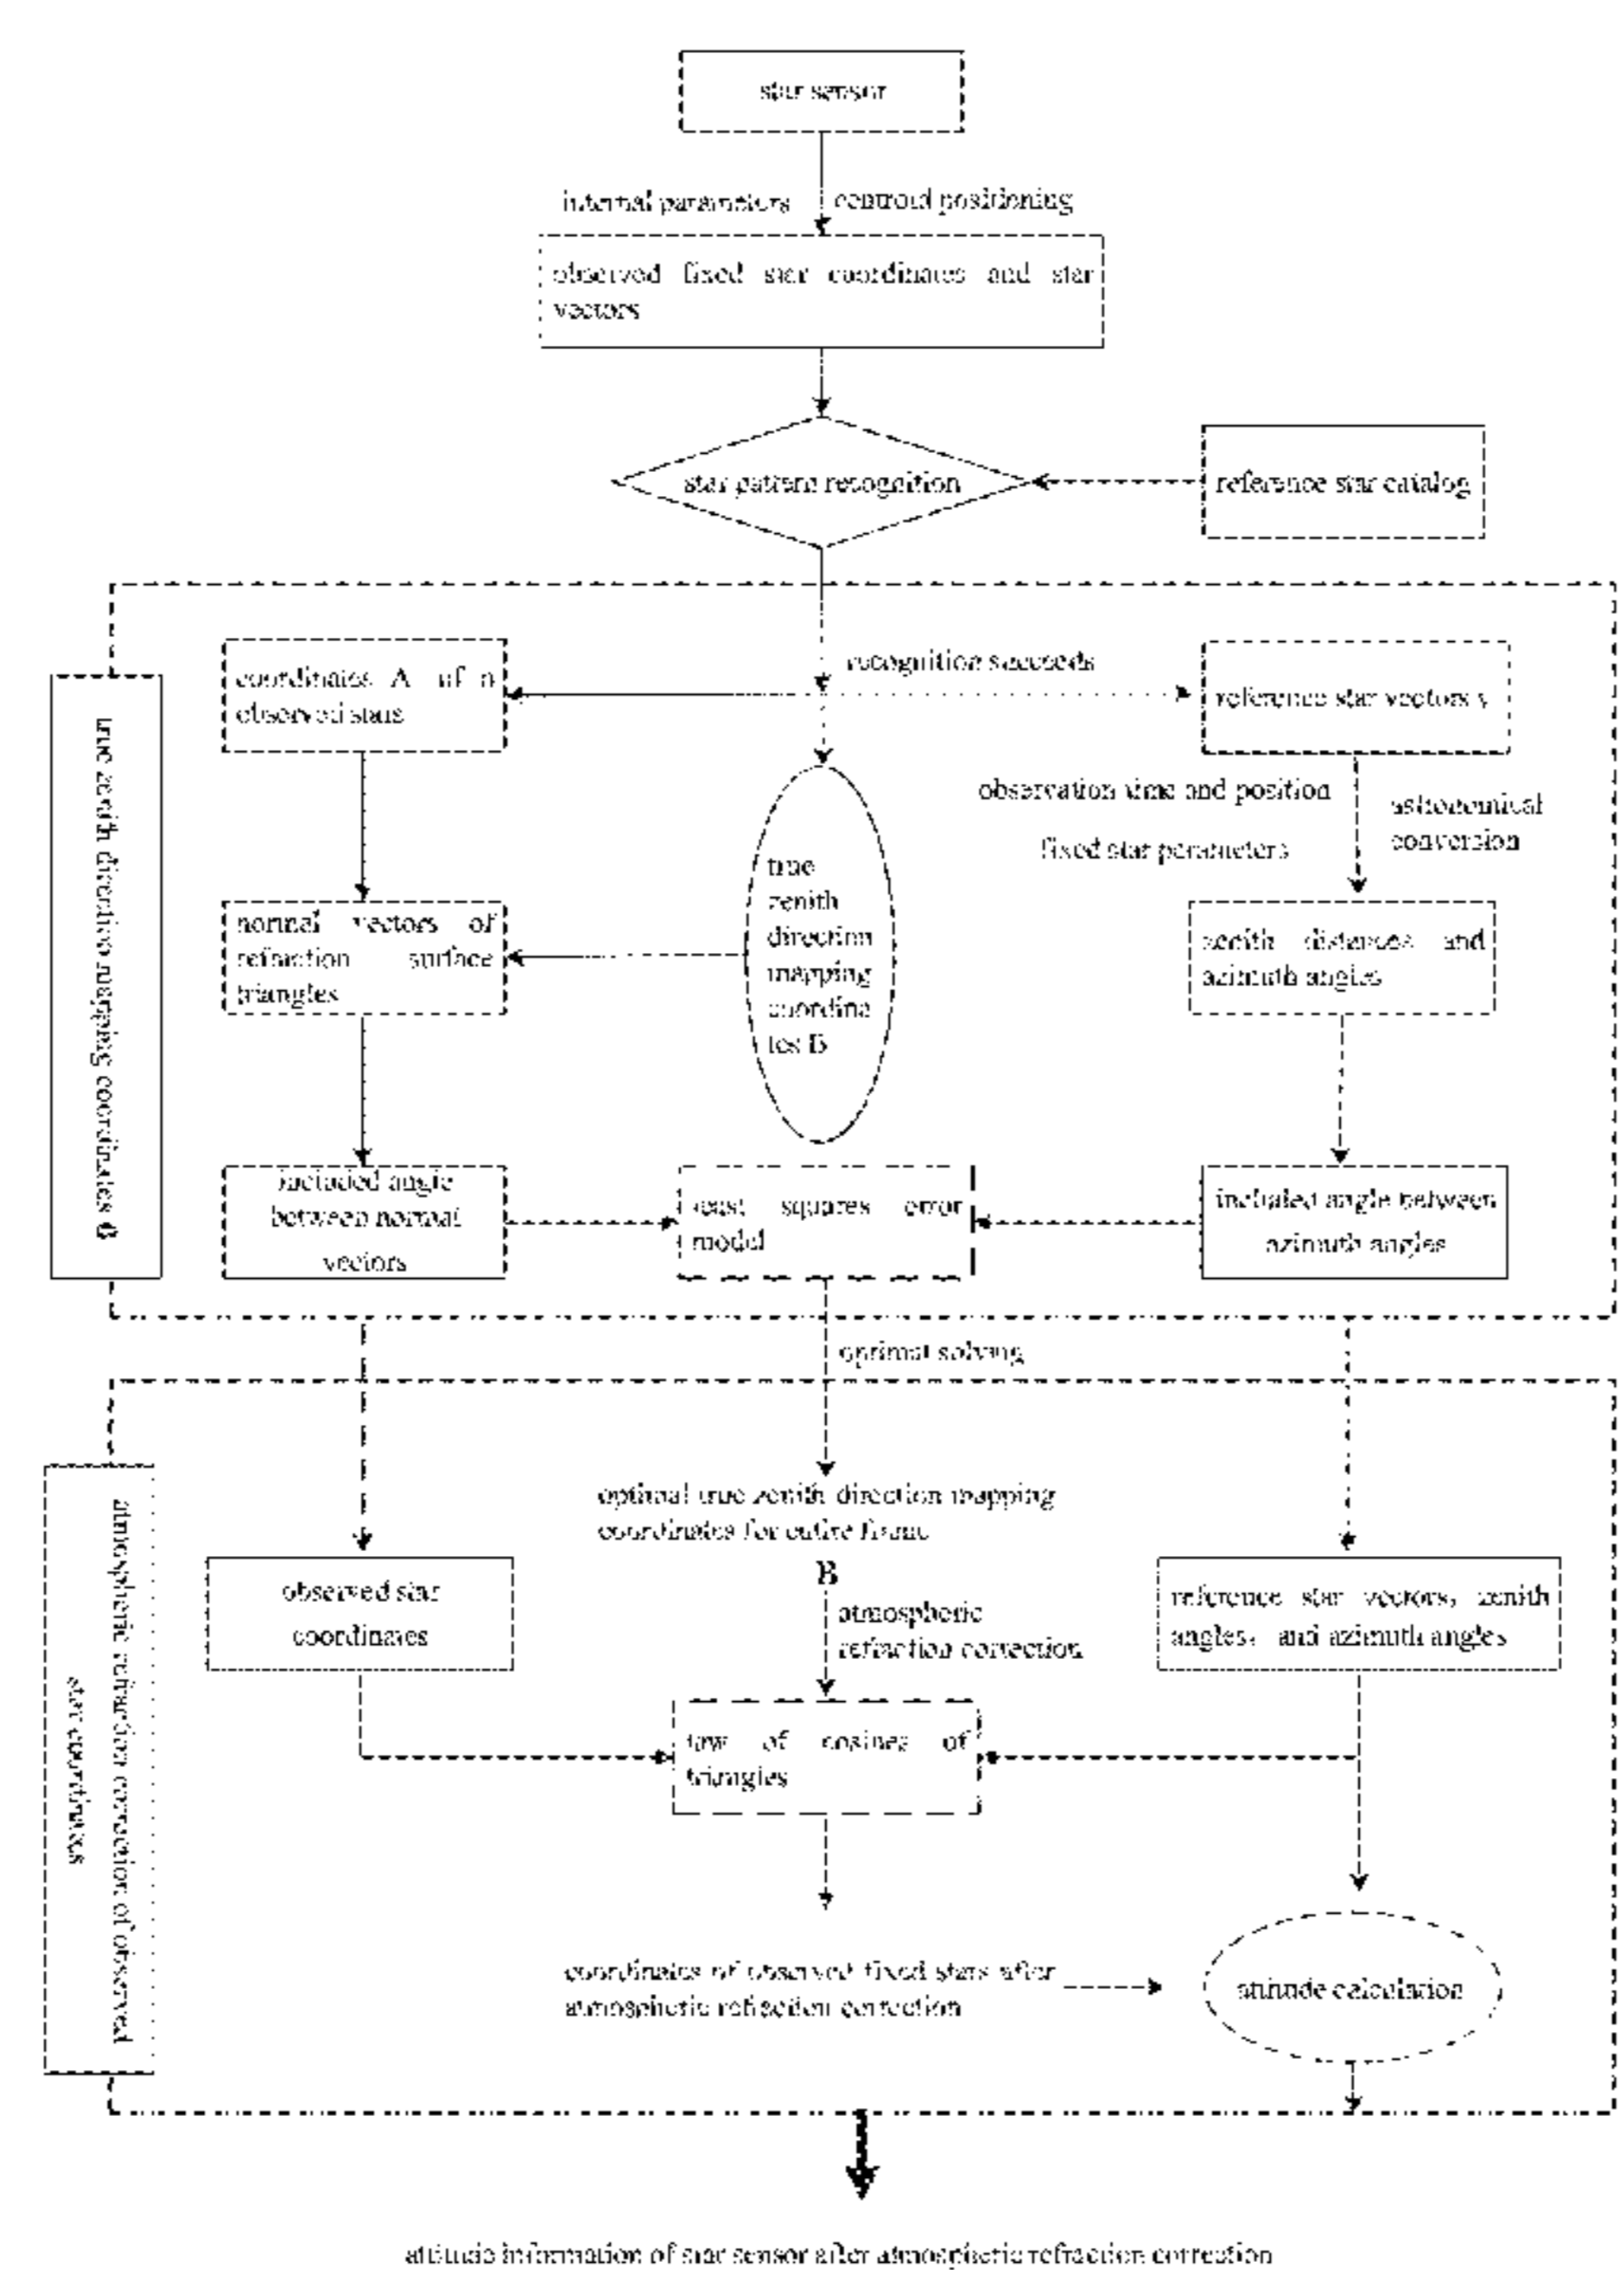 star sensor
internal parameters
centroid positioning
observed fixed star coordinates and star
vectors
star pattern recognition
reference star catalog
recognition succeeds
coordinates A of n
observed stars
reference star vectors v
observation time and position
fixed star parameters
astronomical
conversion
true
zenith
direction
mapping
coordina
tes B
normal vectors of
refraction surface
triangles
zenith distances and
azimuth angles
true zenith direction mapping coordinates
included angle
between normal
vectors
least squares error
model
included angle between
azimuth angles
optimal solving
optimal true zenith direction mapping
coordinates for entire frame
B
observed star
coordinates
atmospheric
refraction correction
reference star vectors, zenith
angles, and azimuth angles
law of cosines of
triangles
atmospheric refraction correction of observed
star coordinates
coordinates of observed fixed stars after
atmospheric refraction correction
attitude calculation
attitude information of star sensor after atmospheric refraction correction